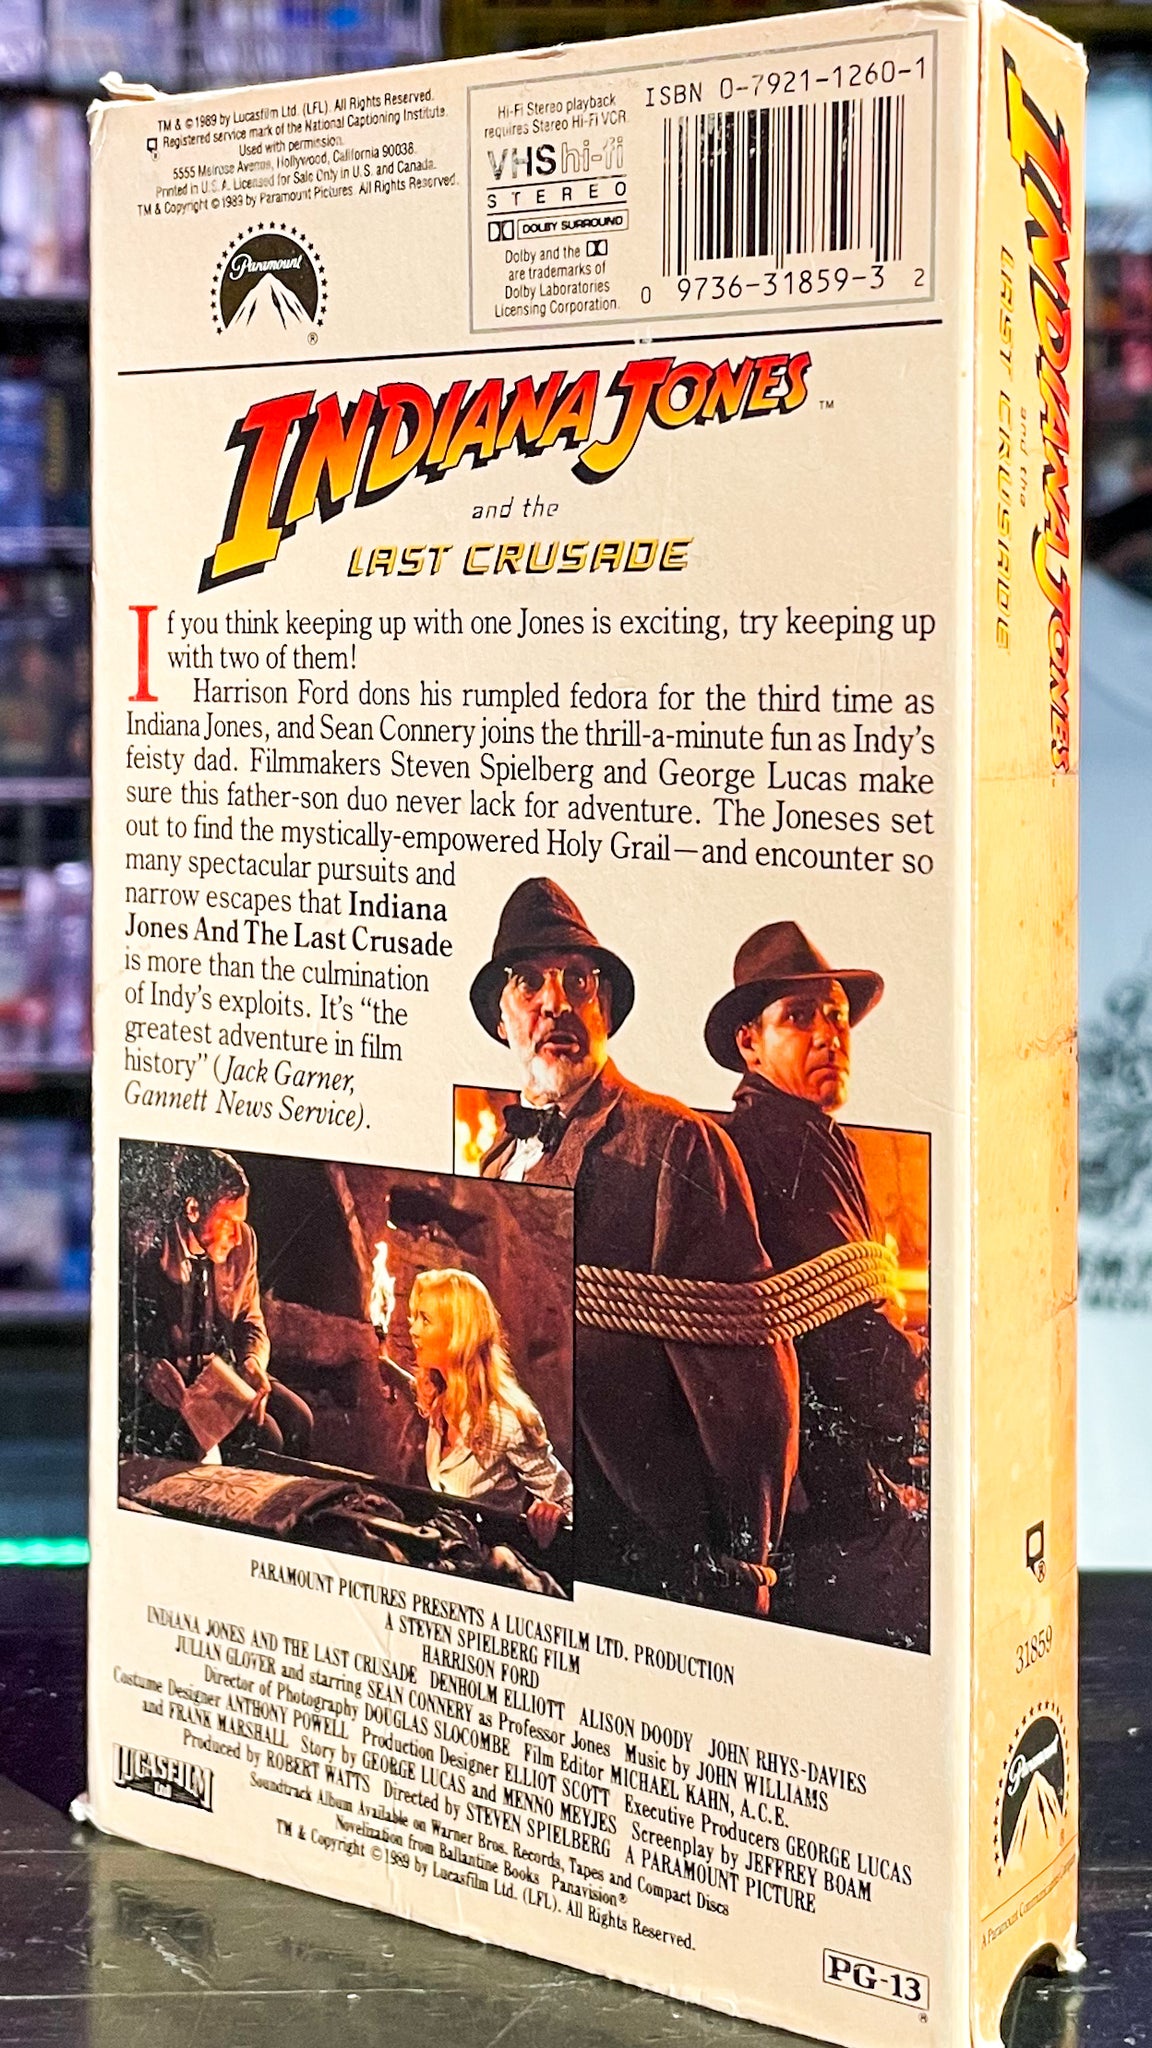 TM & © 1989 by Lucasfilm Ltd. (LFL). All Rights Reserved.
Registered service mark of the National Captioning Institute.
Used with permission.
5555 Melrose Avenue, Hollywood, California 90038.
Printed in U.S.A. Licensed for Sale Only in U.S. and Canada.
TM & Copyright © 1989 by Paramount Pictures. All Rights Reserved.
Paramount
®
Hi-Fi Stereo playback
requires Stereo Hi-Fi VCR.
VHS hi-fi
STEREO
DOLBY SURROUND
Dolby and the
are trademarks of
Dolby Laboratories
Licensing Corporation.
ISBN 0-7921-1260-1
0 9736-31859-3 2
INDIANA JONES ™
and the
LAST CRUSADE
If you think keeping up with one Jones is exciting, try keeping up
with two of them!
Harrison Ford dons his rumpled fedora for the third time as
Indiana Jones, and Sean Connery joins the thrill-a-minute fun as Indy's
feisty dad. Filmmakers Steven Spielberg and George Lucas make
sure this father-son duo never lack for adventure. The Joneses set
out to find the mystically-empowered Holy Grail—and encounter so
many spectacular pursuits and
narrow escapes that Indiana
Jones And The Last Crusade
is more than the culmination
of Indy's exploits. It's "the
greatest adventure in film
history" (Jack Garner,
Gannett News Service).
PARAMOUNT PICTURES PRESENTS A LUCASFILM LTD. PRODUCTION
A STEVEN SPIELBERG FILM
HARRISON FORD
INDIANA JONES AND THE LAST CRUSADE DENHOLM ELLIOTT ALISON DOODY JOHN RHYS-DAVIES
JULIAN GLOVER and starring SEAN CONNERY as Professor Jones Music by JOHN WILLIAMS
Director of Photography DOUGLAS SLOCOMBE Film Editor MICHAEL KAHN, A.C.E.
Costume Designer ANTHONY POWELL Production Designer ELLIOT SCOTT Executive Producers GEORGE LUCAS
and FRANK MARSHALL Story by GEORGE LUCAS and MENNO MEYJES Screenplay by JEFFREY BOAM
Produced by ROBERT WATTS Directed by STEVEN SPIELBERG A PARAMOUNT PICTURE
Soundtrack Album Available on Warner Bros. Records, Tapes and Compact Discs
Novelization from Ballantine Books Panavision®
TM & Copyright © 1989 by Lucasfilm Ltd. (LFL). All Rights Reserved.
LUCASFILM
Ltd
PG-13
®
INDIANA JONES
and the
LAST CRUSADE
®
31859
Paramount
®
A Paramount Communications Company